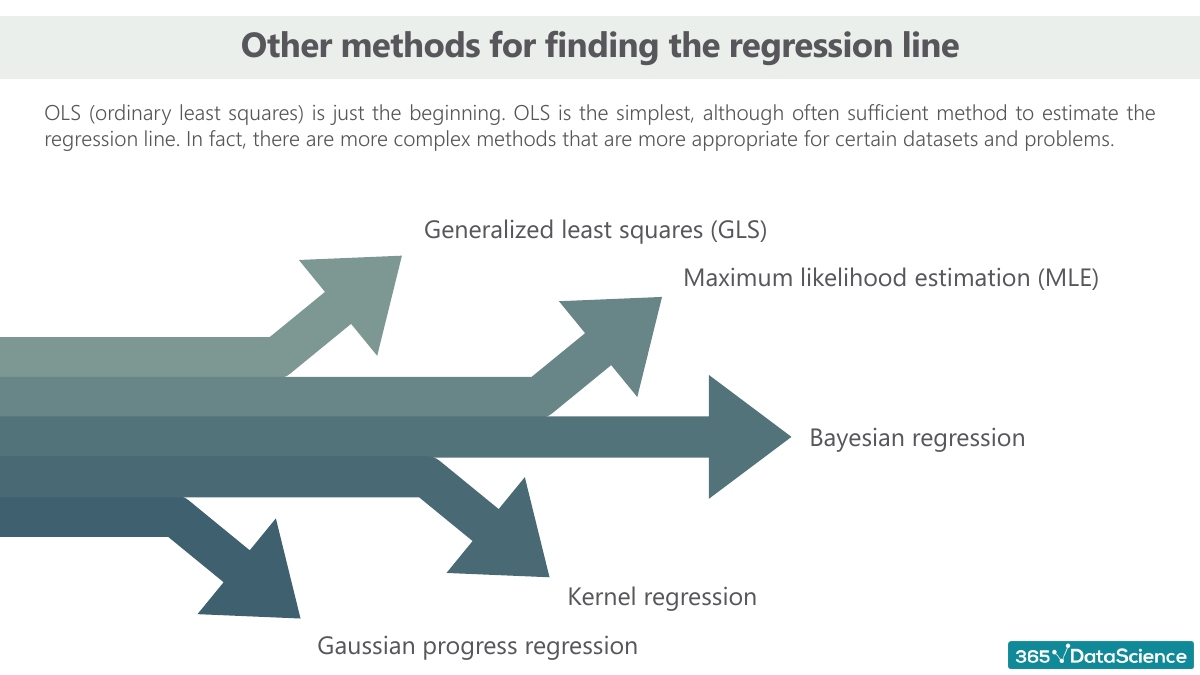 Other methods for finding the regression line
OLS (ordinary least squares) is just the beginning. OLS is the simplest, although often sufficient method to estimate the
regression line. In fact, there are more complex methods that are more appropriate for certain datasets and problems.
Generalized least squares (GLS)
Maximum likelihood estimation (MLE)
Bayesian regression
Kernel regression
Gaussian progress regression
365 DataScience